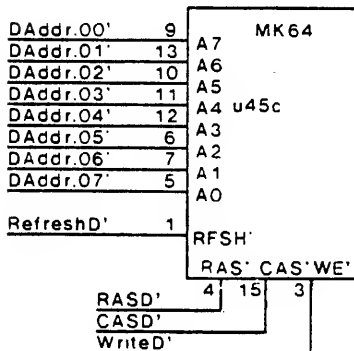 MK64
DAddr.00' 9 A7
DAddr.01' 13 A6
DAddr.02' 10 A5
DAddr.03' 11 A4 u45c
DAddr.04' 12 A3
DAddr.05' 6 A2
DAddr.06' 7 A1
DAddr.07' 5 A0
RefreshD' 1 RFSH'
RAS' CAS' WE'
4 15 3
RASD'
CASD'
WriteD'